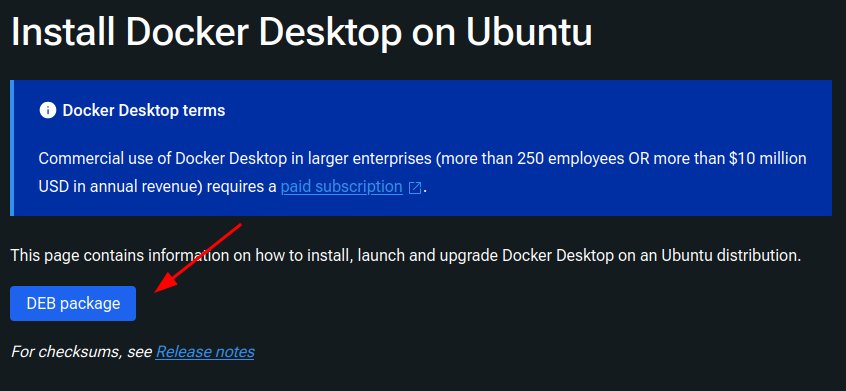 Install Docker Desktop on Ubuntu
Docker Desktop terms
Commercial use of Docker Desktop in larger enterprises (more than 250 employees OR more than $10 million
USD in annual revenue) requires a paid subscription.
This page contains information on how to install, launch and upgrade Docker Desktop on an Ubuntu distribution.
DEB package
For checksums, see Release notes